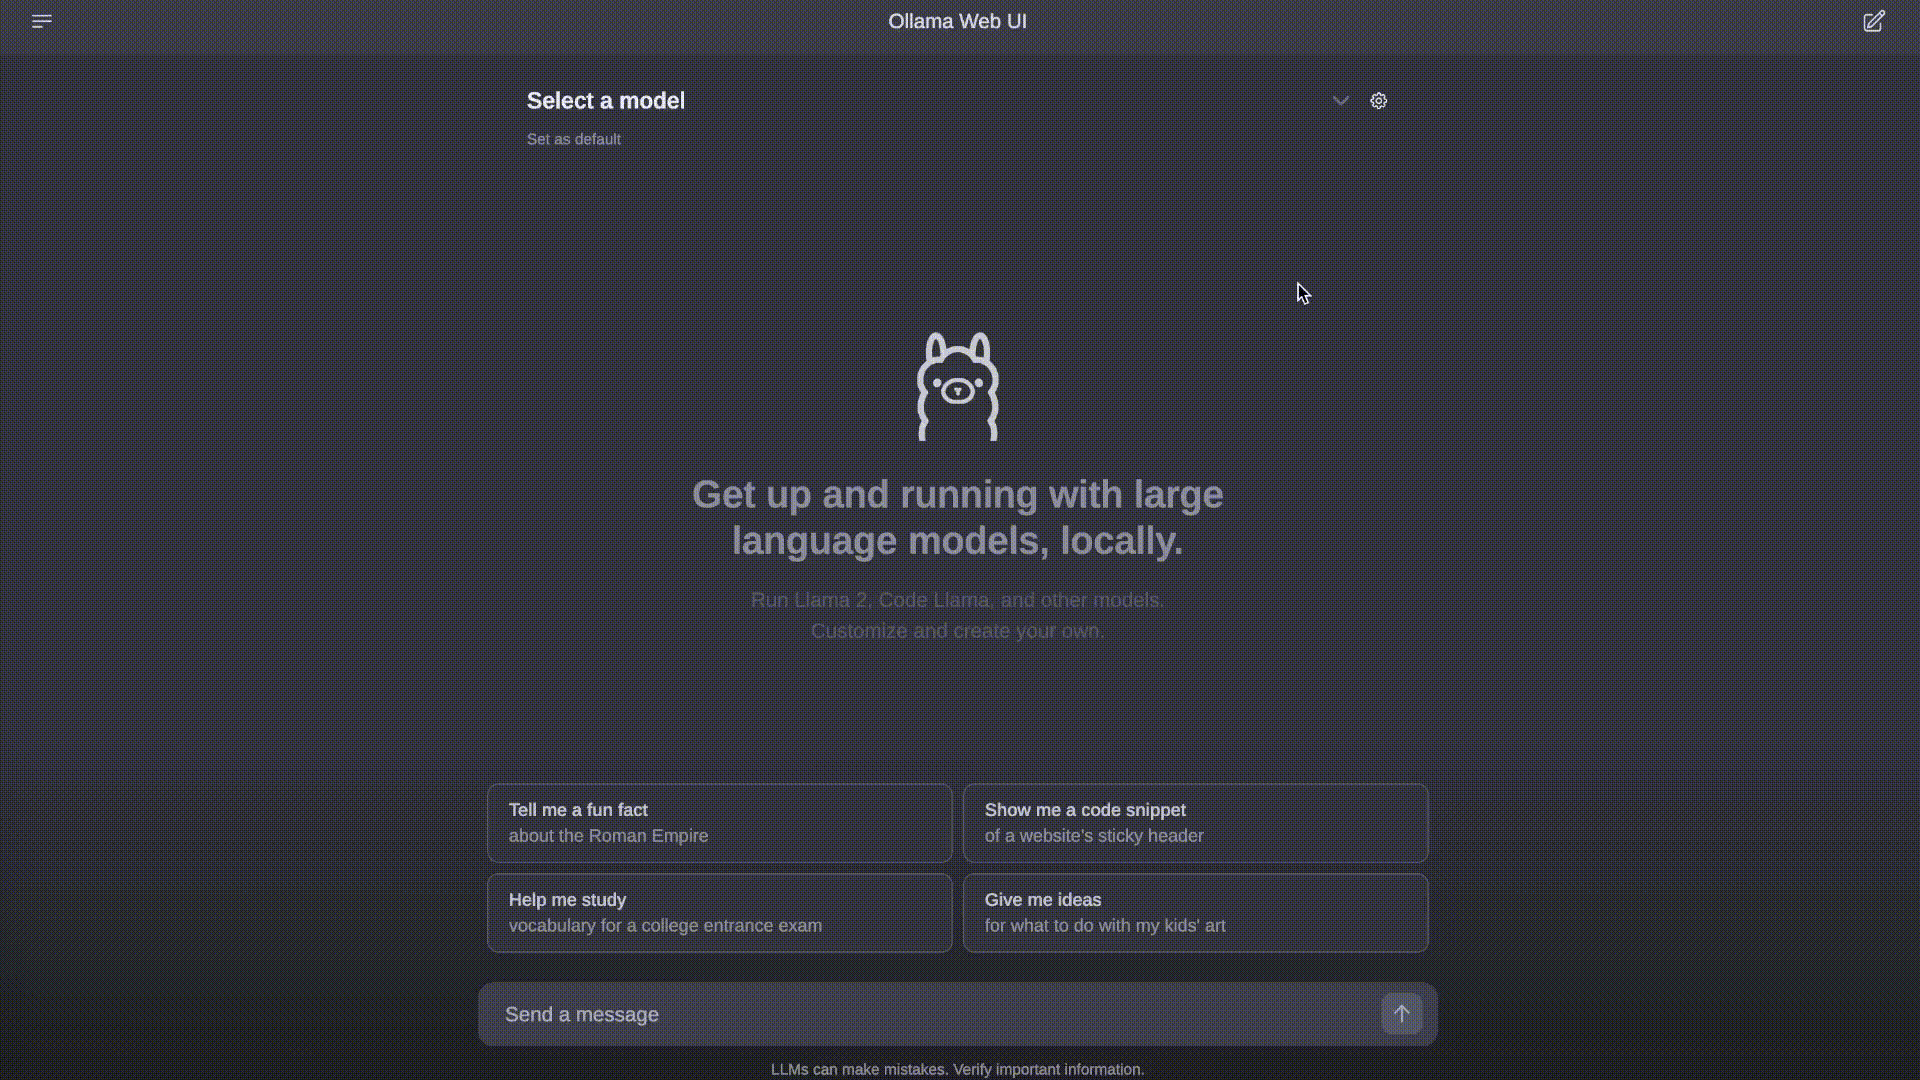 Ollama Web UI
Select a model
Set as default
Get up and running with large
language models, locally.
Run Llama 2, Code Llama, and other models.
Customize and create your own.
Tell me a fun fact
about the Roman Empire
Show me a code snippet
of a website's sticky header
Help me study
vocabulary for a college entrance exam
Give me ideas
for what to do with my kids' art
Send a message
LLMs can make mistakes. Verify important information.